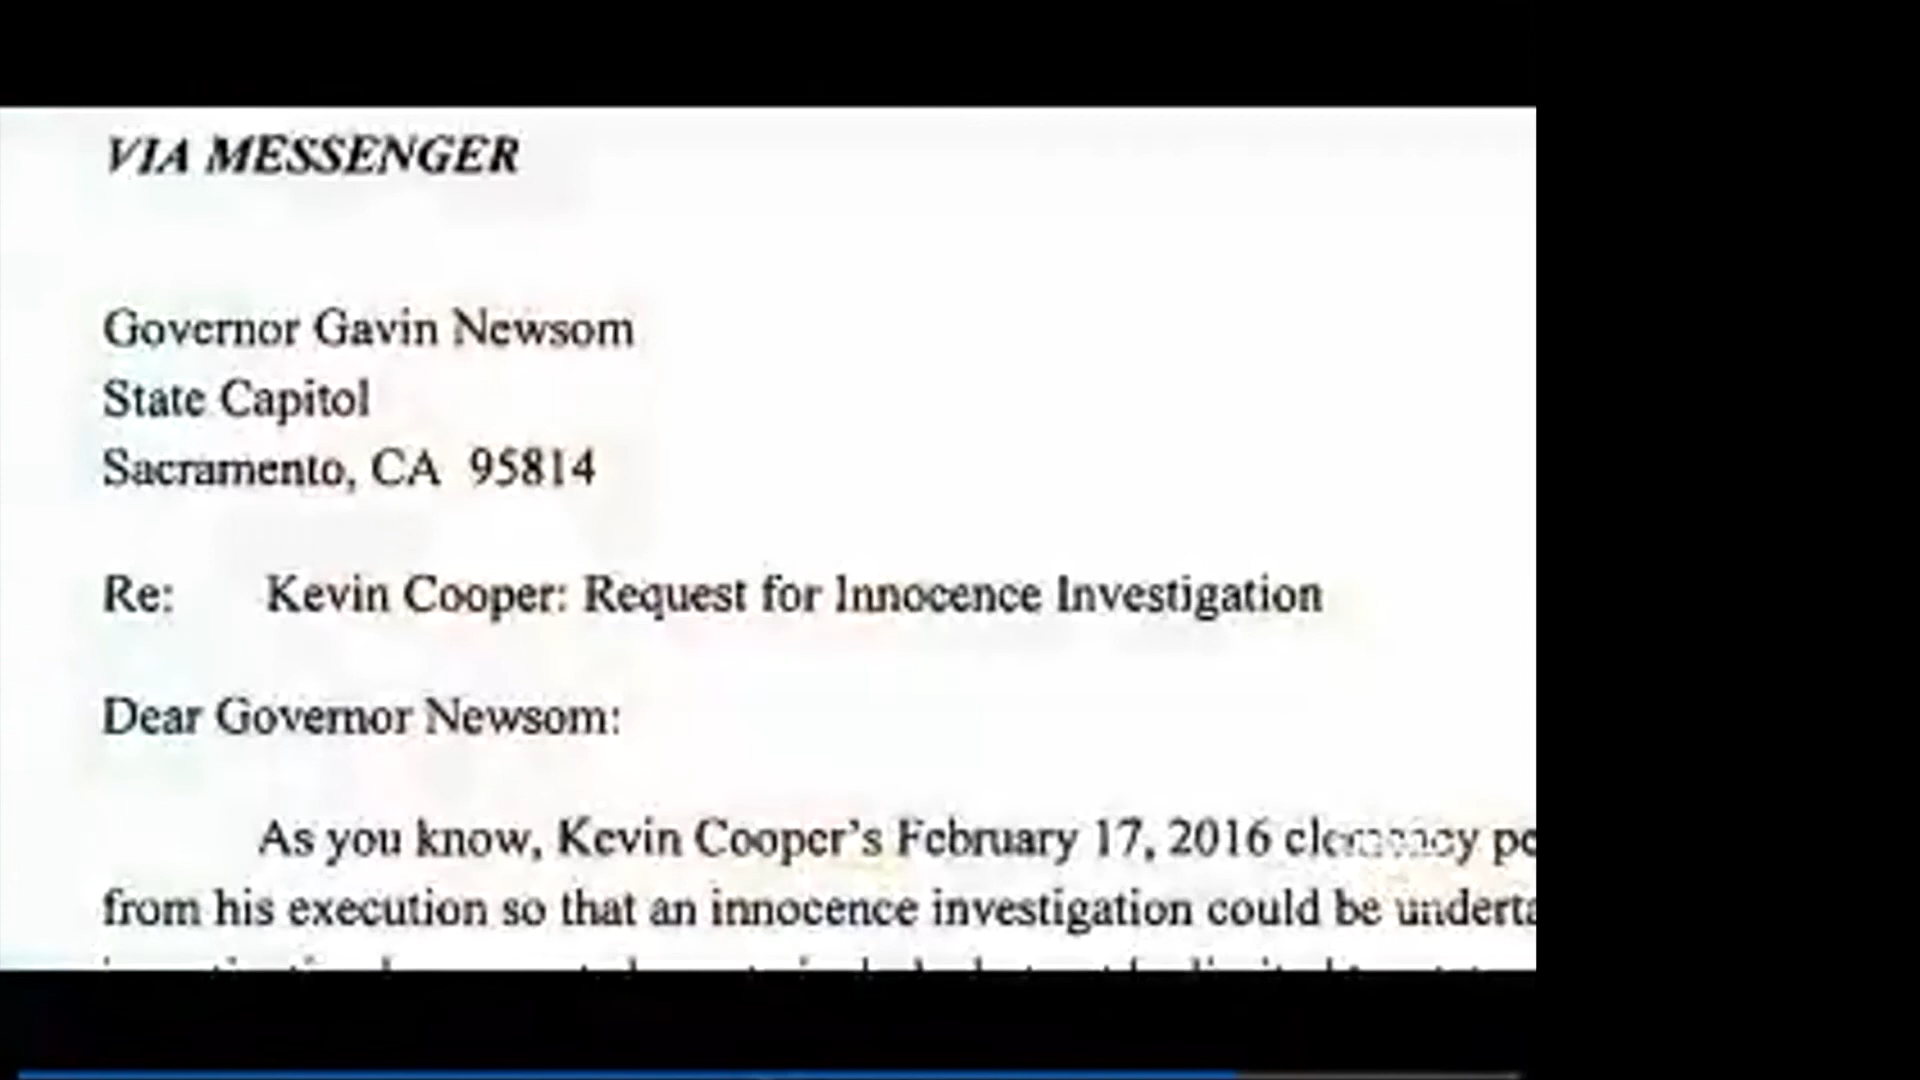 VIA MESSENGER
Governor Gavin Newsom
State Capitol
Sacramento, CA 95814
Re: Kevin Cooper: Request for Innocence Investigation
Dear Governor Newsom:
As you know, Kevin Cooper's February 17, 2016 clemency
from his execution so that an innocence investigation could be